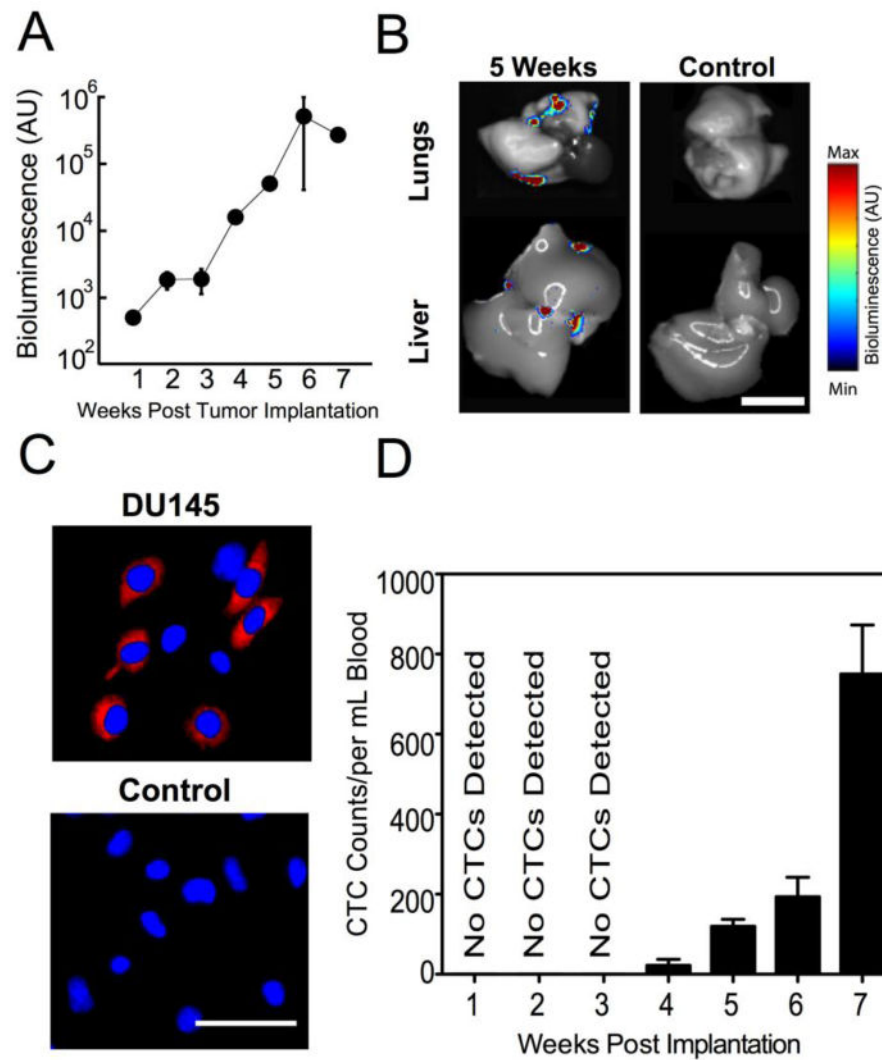 A
Bioluminescence (AU)
10^6
10^5
10^4
10^3
10^2
1 2 3 4 5 6 7
Weeks Post Tumor Implantation
B
5 Weeks Control
Lungs
Liver
Max
Bioluminescence (AU)
Min
C
DU145
Control
D
CTC Counts/per mL Blood
1000
800
600
400
200
0
No CTCs Detected
No CTCs Detected
No CTCs Detected
1 2 3 4 5 6 7
Weeks Post Implantation